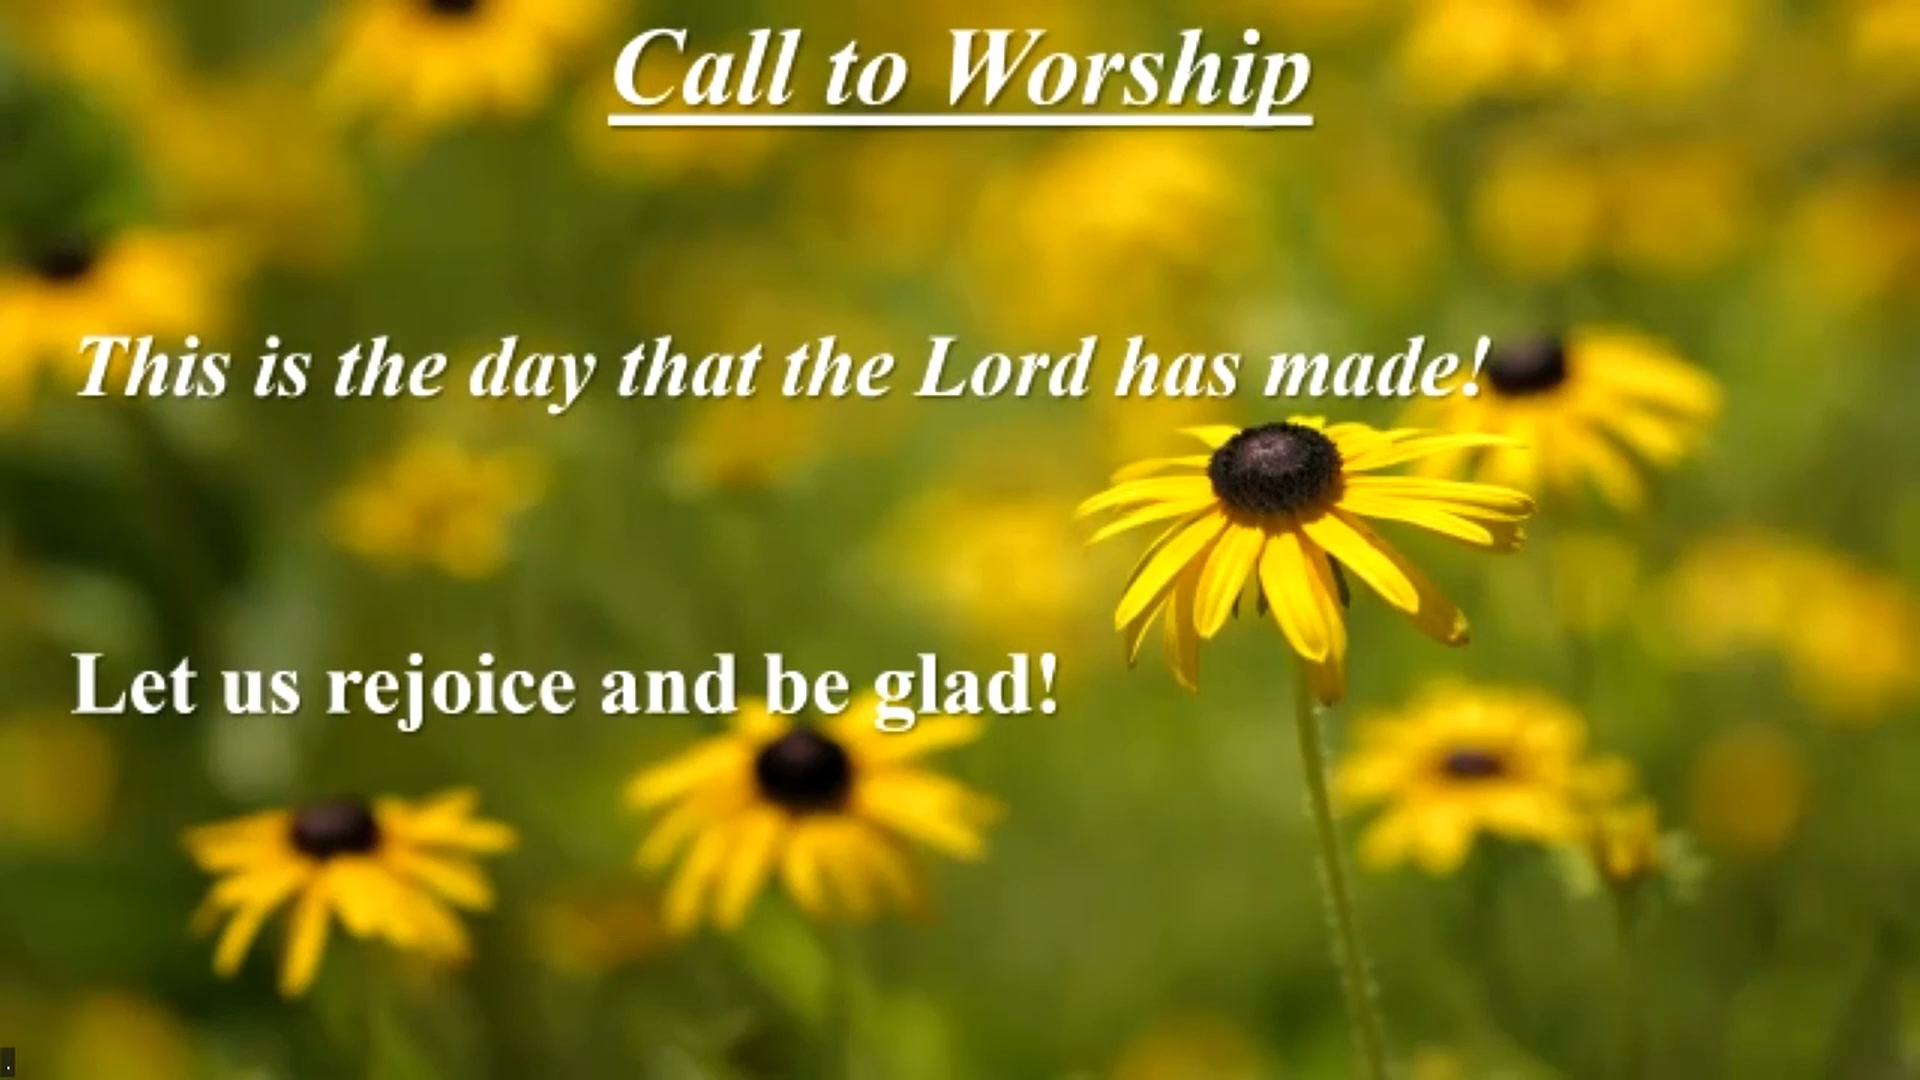 Call to Worship
This is the day that the Lord has made!
Let us rejoice and be glad!